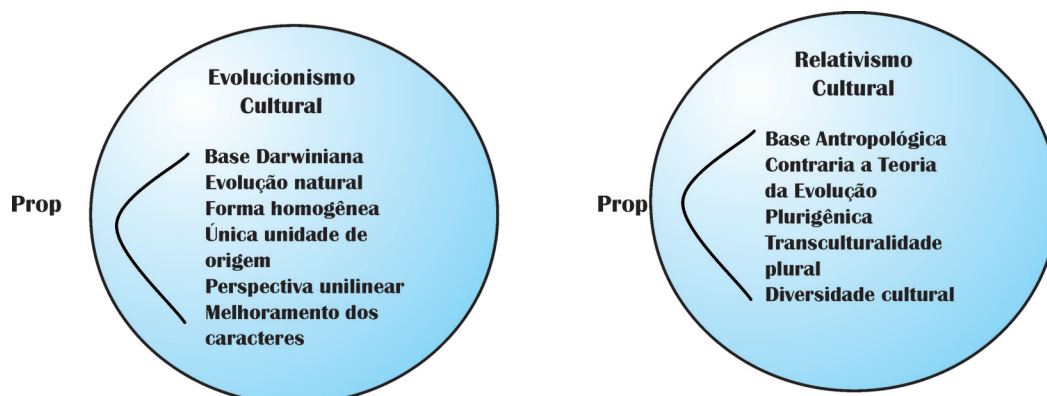 Evolucionismo
Cultural
Base Darwiniana
Evolução natural
Forma homogênea
Única unidade de
origem
Perspectiva unilinear
Melhoramento dos
caracteres
Prop
Relativismo
Cultural
Base Antropológica
Contraria a Teoria
da Evolução
Plurigênica
Transculturalidade
plural
Diversidade cultural
Prop